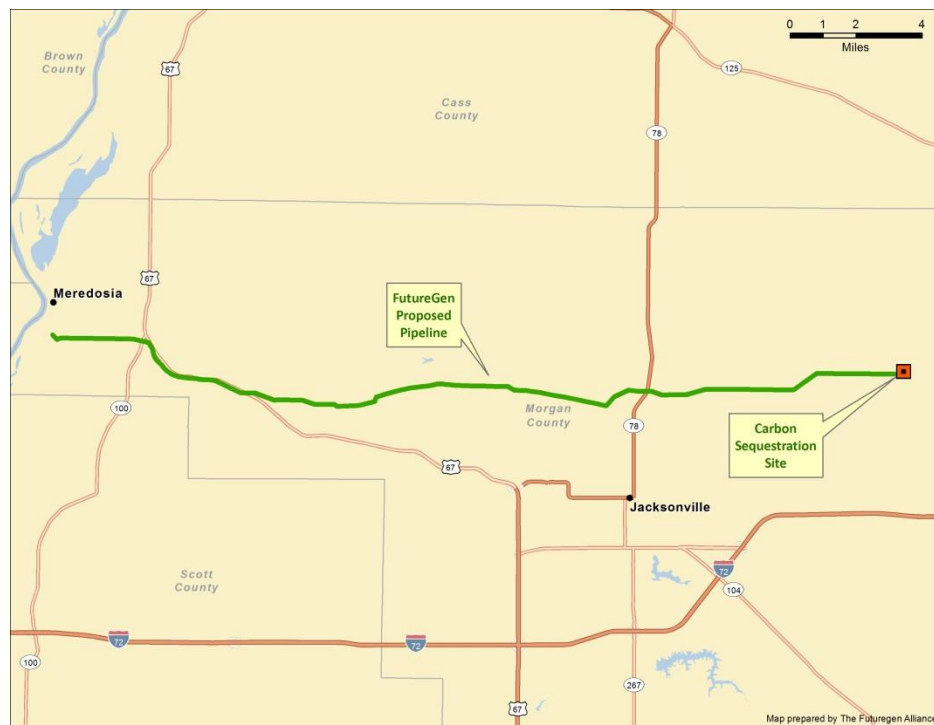 0 1 2 4
Miles
Brown
County
67
125
Cass
County
78
67
Meredosia
FutureGen
Proposed
Pipeline
100
Morgan
County
78
Carbon
Sequestration
Site
67
Jacksonville
Scott
County
72
104
72
72
100
267
67
Map prepared by The Futuregen Alliance